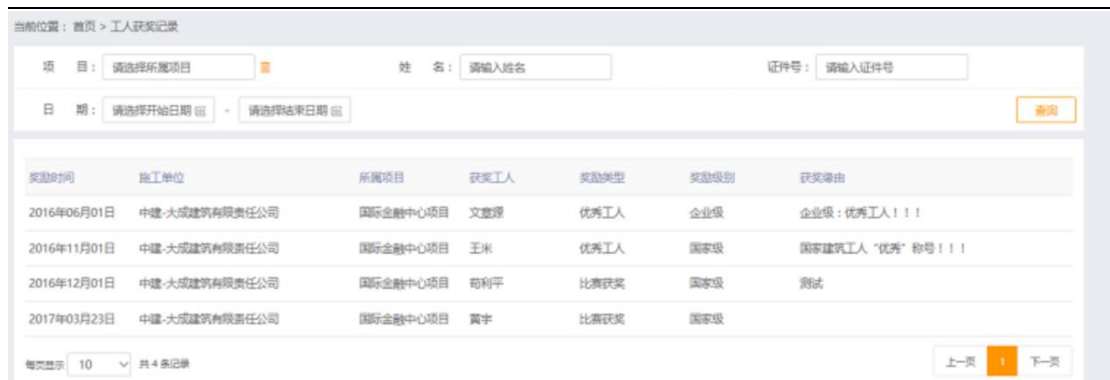 当前位置：首页 > 工人获奖记录
项 目：请选择所属项目 姓 名：请输入姓名 证件号：请输入证件号
日 期：请选择开始日期 - 请选择结束日期 查询
奖励时间 施工单位 所属项目 获奖工人 奖励类型 奖励级别 获奖缘由
2016年06月01日 中建-大成建筑有限责任公司 国际金融中心项目 文意源 优秀工人 企业级 企业级：优秀工人！！！
2016年11月01日 中建-大成建筑有限责任公司 国际金融中心项目 王米 优秀工人 国家级 国家建筑工人“优秀”称号！！！
2016年12月01日 中建-大成建筑有限责任公司 国际金融中心项目 苟利平 比赛获奖 国家级 测试
2017年03月23日 中建-大成建筑有限责任公司 国际金融中心项目 黄宇 比赛获奖 国家级
每页显示 10 共 4 条记录 上一页 1 下一页